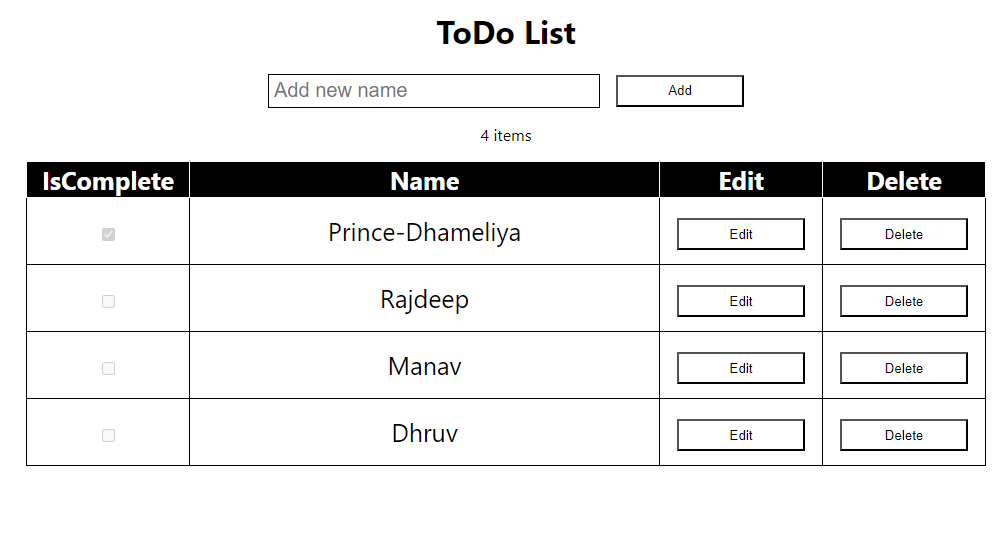 ToDo List
Add new name Add
4 items
IsComplete Name Edit Delete
Prince-Dhameliya Edit Delete
Rajdeep Edit Delete
Manav Edit Delete
Dhruv Edit Delete